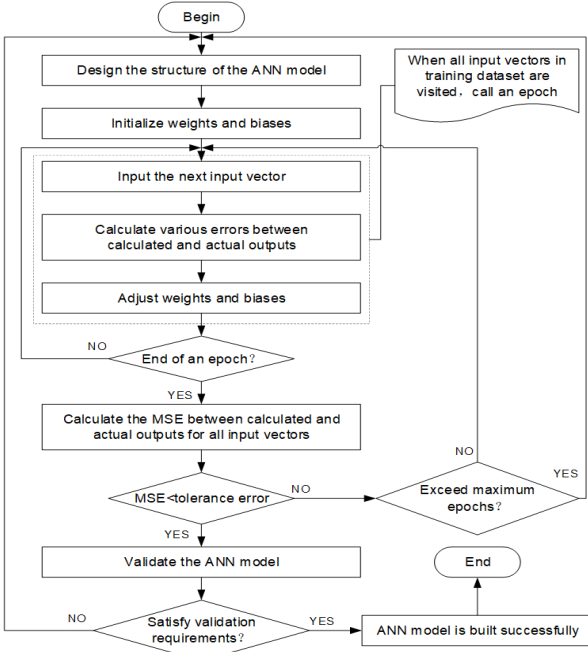 Begin
Design the structure of the ANN model
When all input vectors in
training dataset are
visited，call an epoch
Initialize weights and biases
Input the next input vector
Calculate various errors between
calculated and actual outputs
Adjust weights and biases
NO
End of an epoch？
YES
Calculate the MSE between calculated and
actual outputs for all input vectors
NO
YES
MSE<tolerance error
NO
Exceed maximum
epochs？
YES
Validate the ANN model
End
NO
Satisfy validation
requirements？
YES
ANN model is built successfully